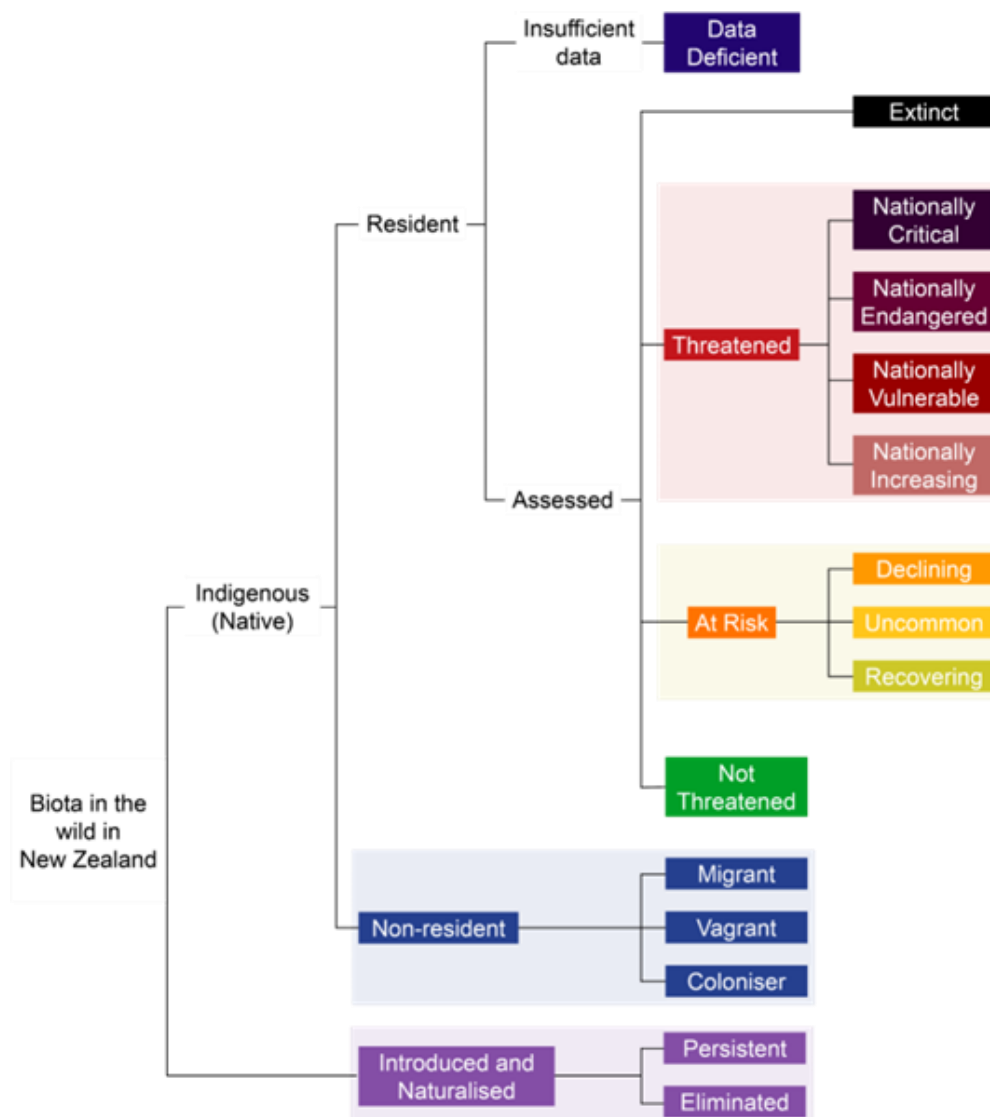 Insufficient
data
Data
Deficient
Extinct
Resident
Nationally
Critical
Nationally
Endangered
Threatened
Nationally
Vulnerable
Nationally
Increasing
Assessed
Indigenous
(Native)
Declining
At Risk
Uncommon
Recovering
Not
Threatened
Biota in the
wild in
New Zealand
Migrant
Non-resident
Vagrant
Coloniser
Introduced and
Naturalised
Persistent
Eliminated